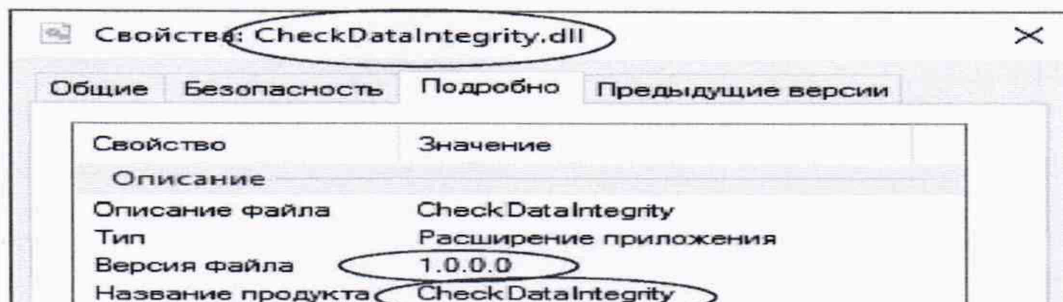 Свойства: CheckDataIntegrity.dll
Общие Безопасность Подробно Предыдущие версии
Свойство Значение
Описание
Описание файла CheckDataIntegrity
Тип Расширение приложения
Версия файла 1.0.0.0
Название продукта CheckDataIntegrity